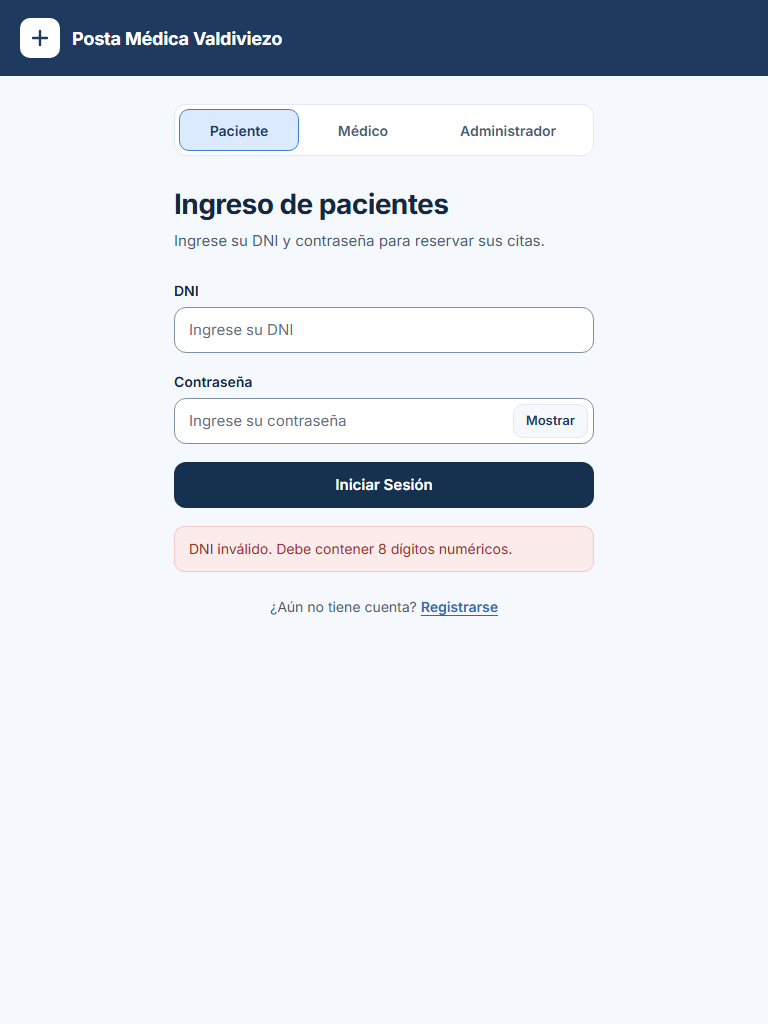 Posta Médica Valdiviezo
Paciente Médico Administrador
Ingreso de pacientes
Ingrese su DNI y contraseña para reservar sus citas.
DNI
Ingrese su DNI
Contraseña
Ingrese su contraseña Mostrar
Iniciar Sesión
DNI inválido. Debe contener 8 dígitos numéricos.
¿Aún no tiene cuenta? Registrarse